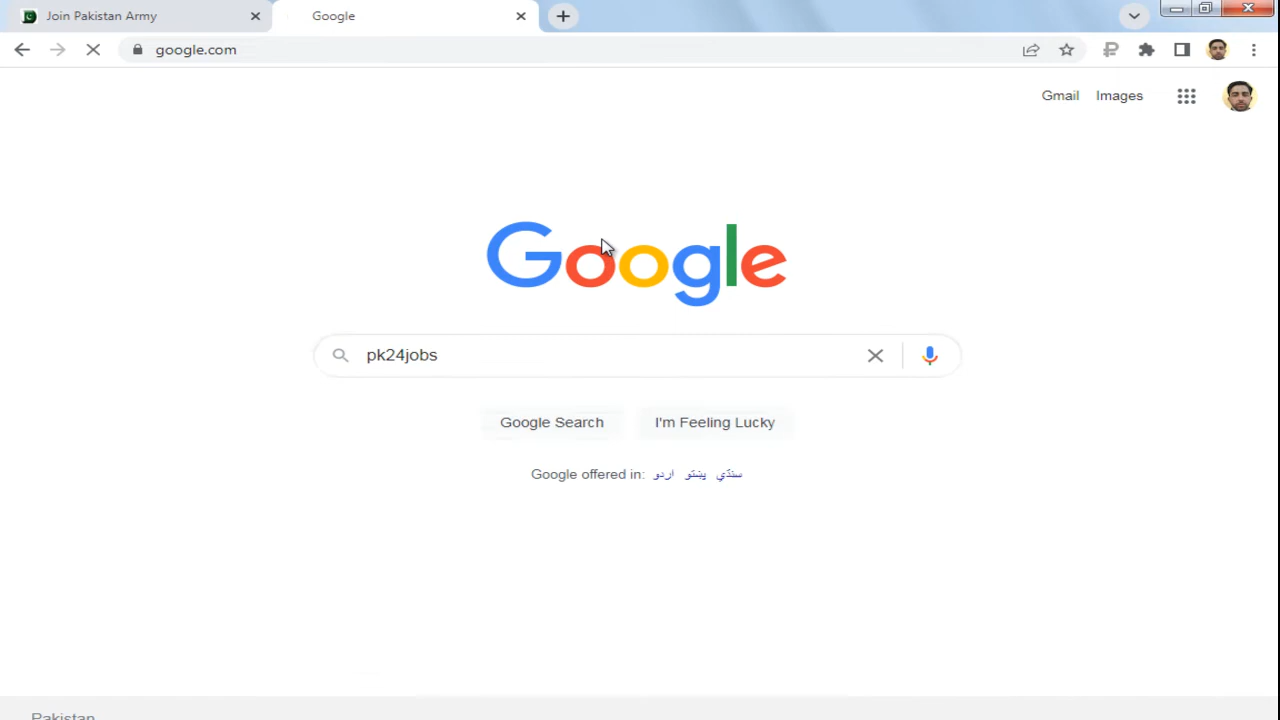 Join Pakistan Army
Google
google.com
Gmail Images
Google
pk24jobs
Google Search I'm Feeling Lucky
Google offered in: اردو پښتو سنڌي
Pakistan